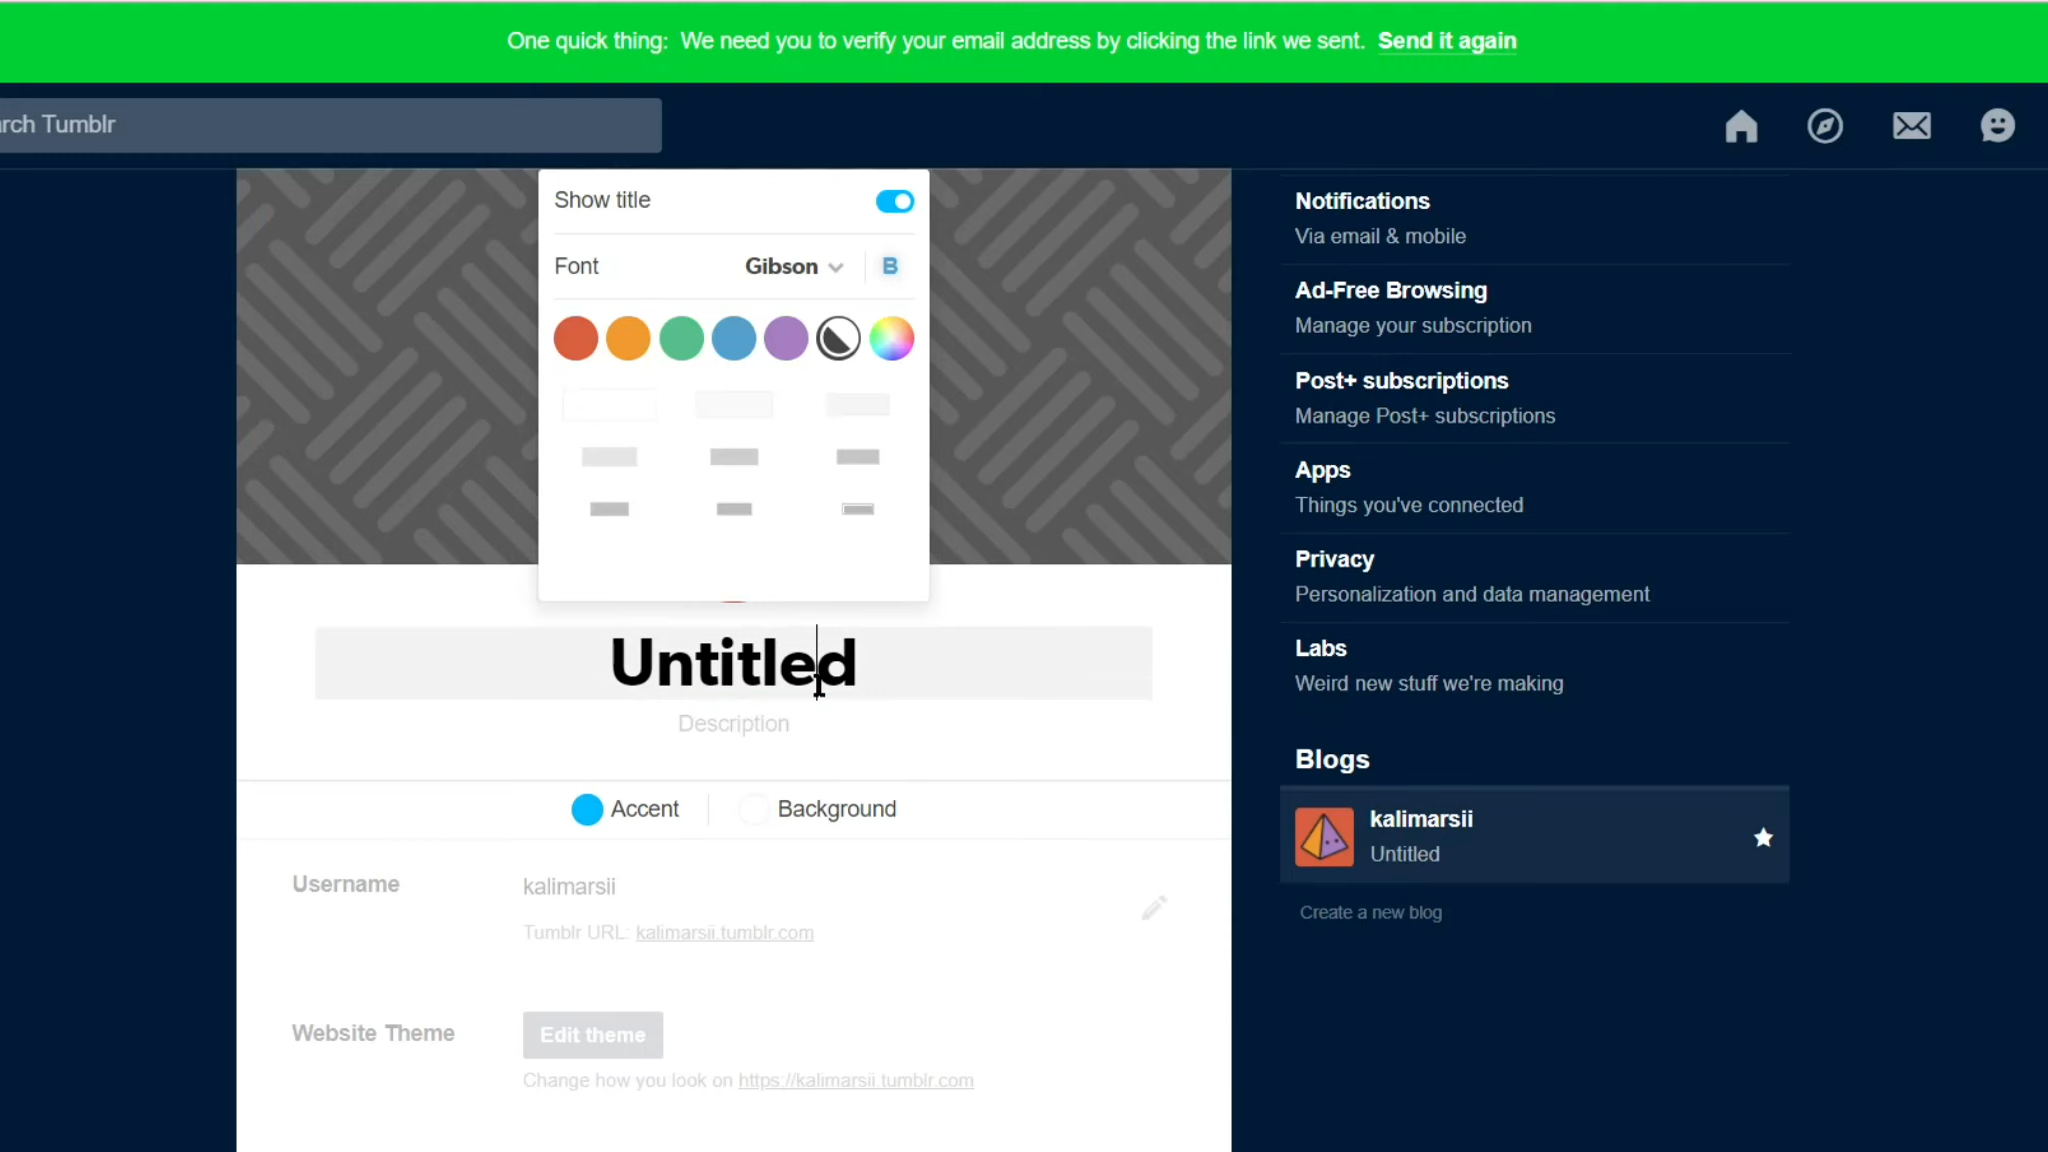 One quick thing: We need you to verify your email address by clicking the link we sent. Send it again
rch Tumblr
Show title
Font Gibson B
Untitled
Description
Accent Background
Username kalimarsii
Tumblr URL: kalimarsii.tumblr.com
Website Theme Edit theme
Change how you look on https://kalimarsii.tumblr.com
Notifications
Via email & mobile
Ad-Free Browsing
Manage your subscription
Post+ subscriptions
Manage Post+ subscriptions
Apps
Things you've connected
Privacy
Personalization and data management
Labs
Weird new stuff we're making
Blogs
kalimarsii
Untitled
Create a new blog